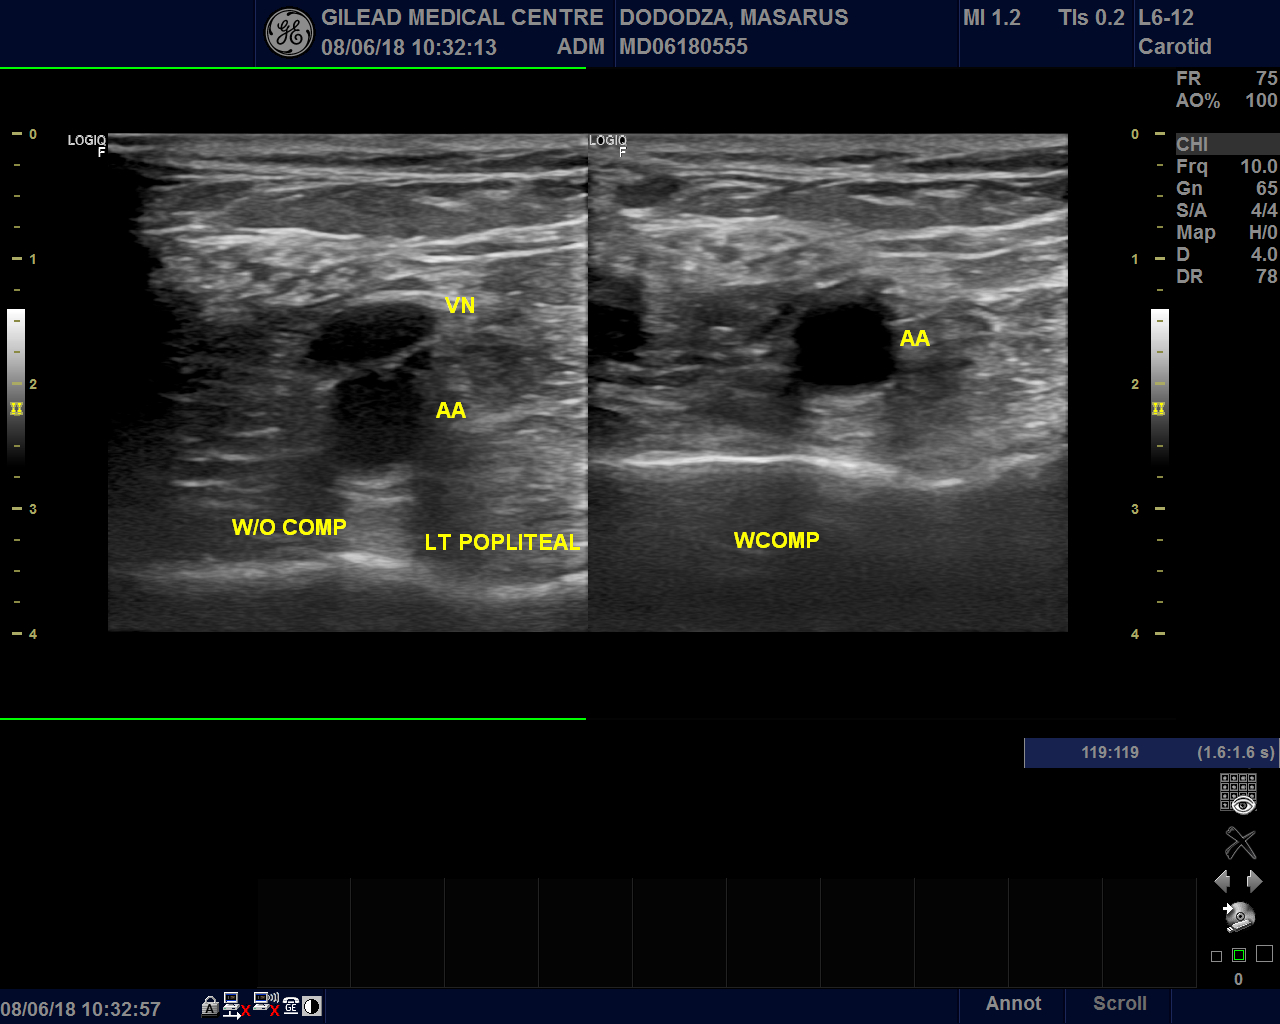 GILEAD MEDICAL CENTRE
08/06/18 10:32:13 ADM
DODODZA, MASARUS
MD06180555
MI 1.2 TIs 0.2
L6-12
Carotid
FR 75
AO% 100
CHI
Frq 10.0
Gn 65
S/A 4/4
Map H/0
D 4.0
DR 78
0
1
2
3
4
LOGIQ
F
VN
AA
W/O COMP
LT POPLITEAL
LOGIQ
F
AA
WCOMP
0
1
2
3
4
119:119 (1.6:1.6 s)
0
08/06/18 10:32:57
A
GE
Annot
Scroll